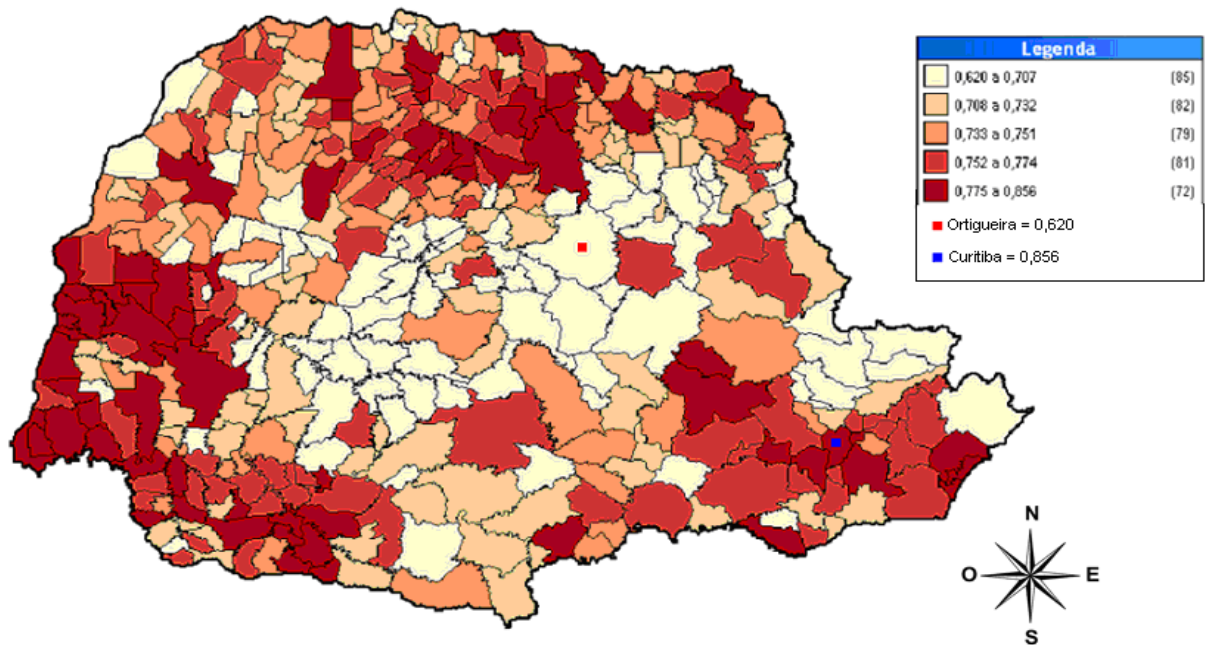 Legenda
0,620 a 0,707 (85)
0,708 a 0,732 (82)
0,733 a 0,751 (79)
0,752 a 0,774 (81)
0,775 a 0,856 (72)
Ortigueira = 0,620
Curitiba = 0,856
N
O E
S